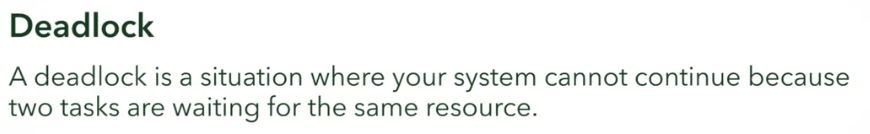 Deadlock
A deadlock is a situation where your system cannot continue because
two tasks are waiting for the same resource.